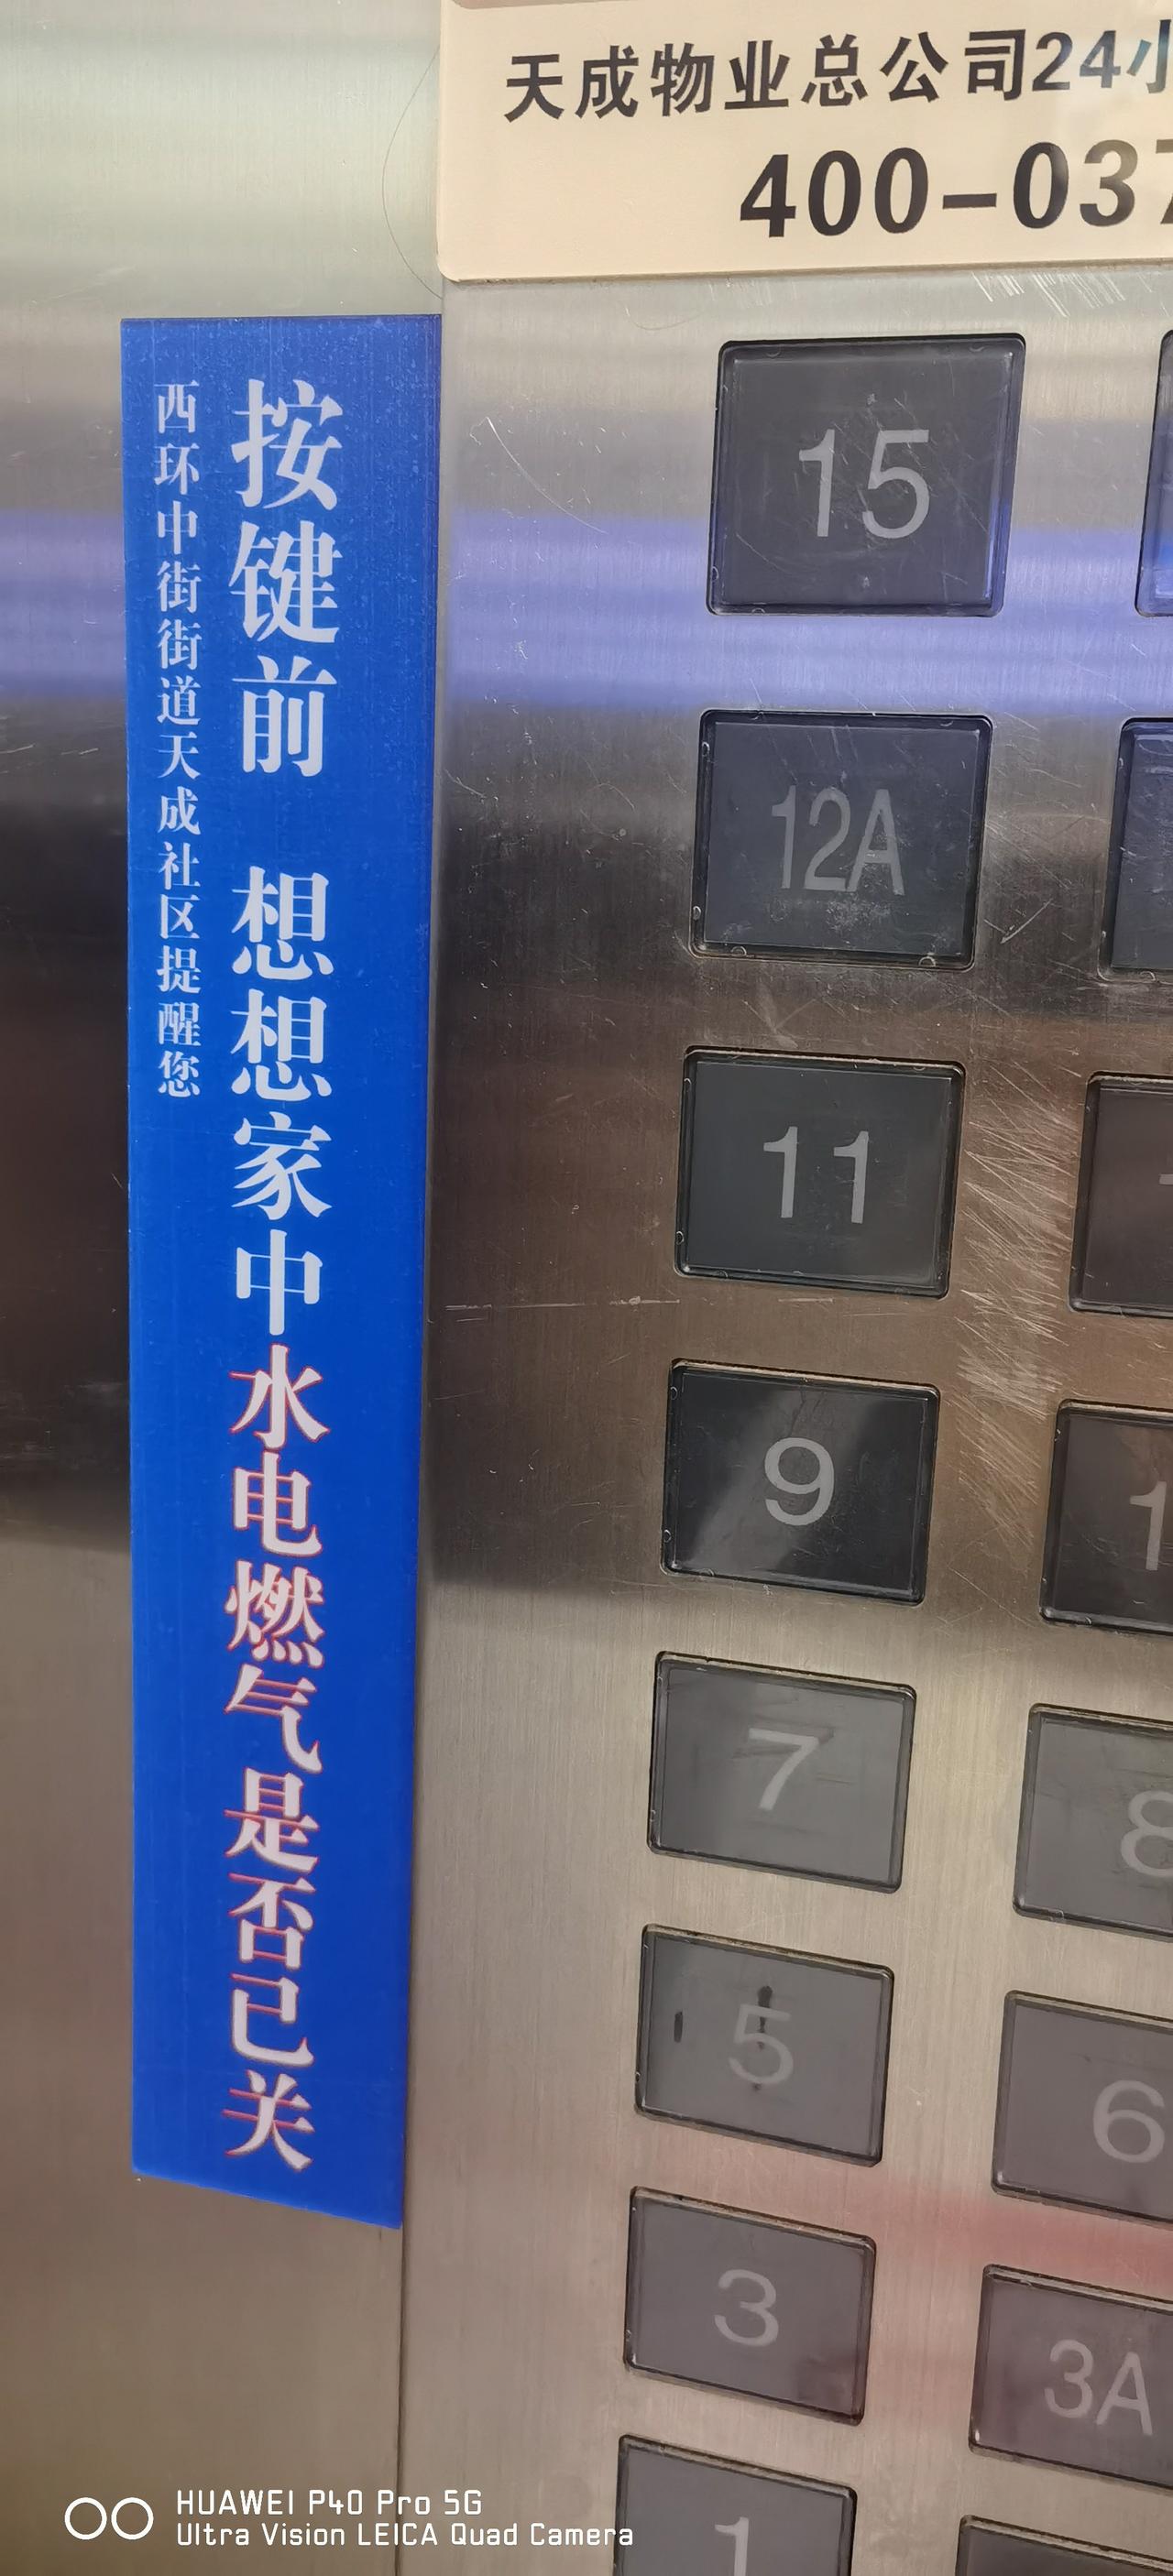 天成物业总公司24小
400-037
按键前 想想家中水电燃气是否已关
西环中街街道天成社区提醒您
15
12A
11
9
1
7
8
5
6
3
3A
1
HUAWEI P40 Pro 5G
Ultra Vision LEICA Quad Camera